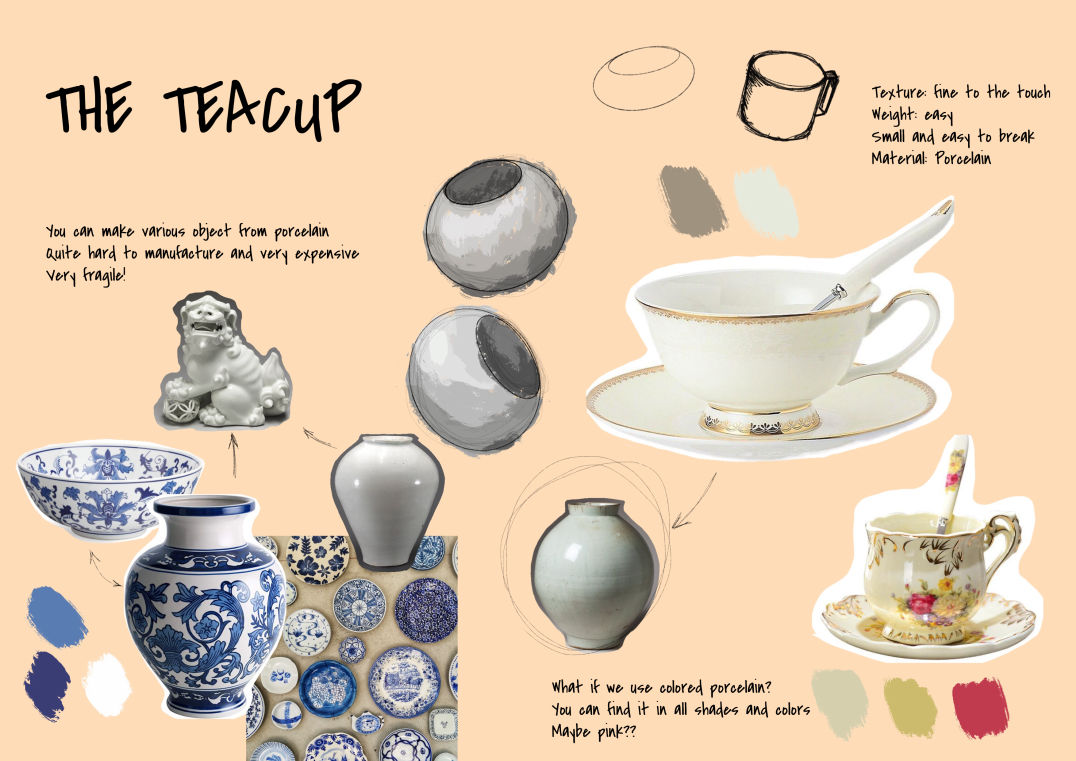 THE TEACUP
Texture: fine to the touch
Weight: easy
Small and easy to break
Material: Porcelain
You can make various object from porcelain
Quite hard to manufacture and very expensive
Very fragile!
What if we use colored porcelain?
You can find it in all shades and colors
Maybe pink??